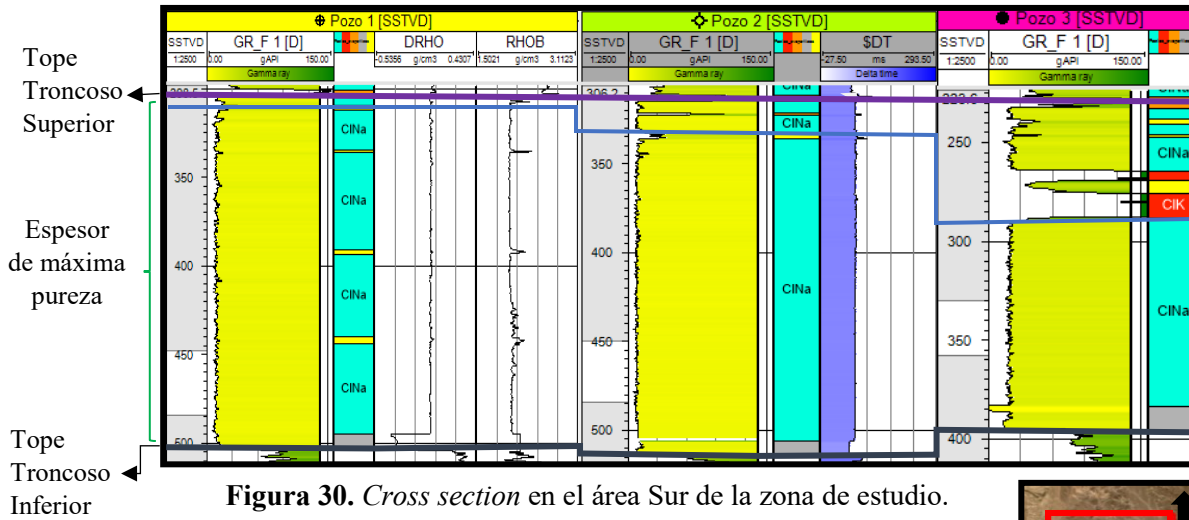 Pozo 1 [SSTVD]
Pozo 2 [SSTVD]
Pozo 3 [SSTVD]
SSTVD GR_F 1 [D] DRHO RHOB
SSTVD GR_F 1 [D] $DT
SSTVD GR_F 1 [D]
1:2500 0.00 gAPI 150.00 -0.5356 g/cm3 0.4307 1.5021 g/cm3 3.1123
1:2500 0.00 gAPI 150.00 -27.50 ms 293.50
1:2500 0.00 gAPI 150.00
Gamma ray
Gamma ray Delta time
Gamma ray
Tope
Troncoso
Superior
Espesor
de máxima
pureza
Tope
Troncoso
Inferior
350
400
450
500
ClNa
ClNa
ClNa
ClNa
306.2
350
400
450
500
ClNa
ClNa
ClNa
250
300
350
400
ClNa
ClK
ClNa
Figura 30. Cross section en el área Sur de la zona de estudio.